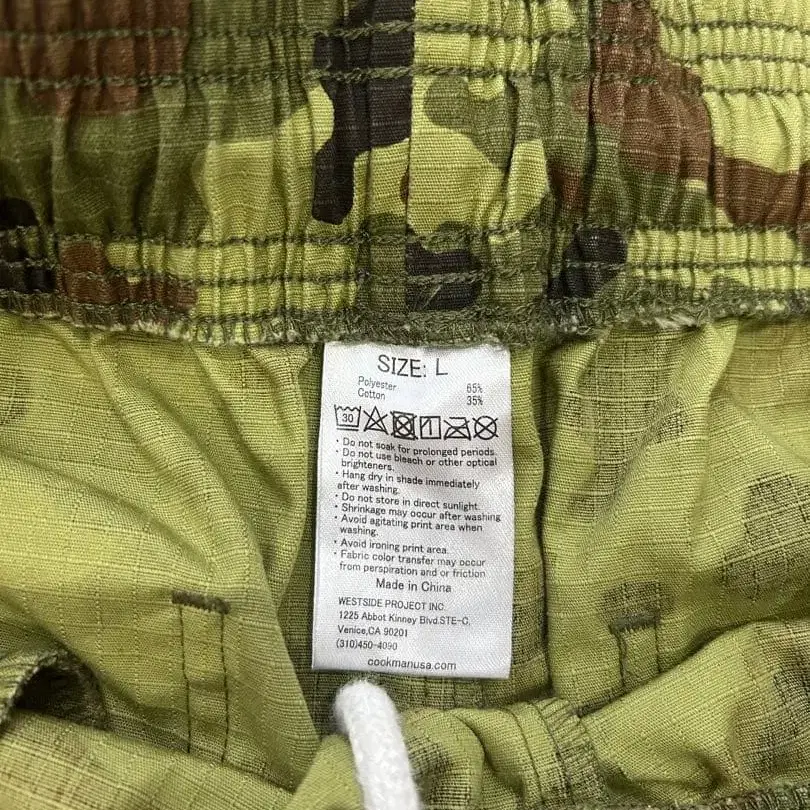 SIZE: L
Polyester 65%
Cotton 35%
30
• Do not soak for prolonged periods.
• Do not use bleach or other optical
brighteners.
• Hang dry in shade immediately
after washing.
• Do not store in direct sunlight.
• Shrinkage may occur after washing
• Avoid agitating print area when
washing.
• Avoid ironing print area.
• Fabric color transfer may occur
from perspiration and/or friction
Made in China
WESTSIDE PROJECT INC.
1225 Abbot Kinney Blvd.STE-C.
Venice,CA 90201
(310)450-4090
cookmanusa.com